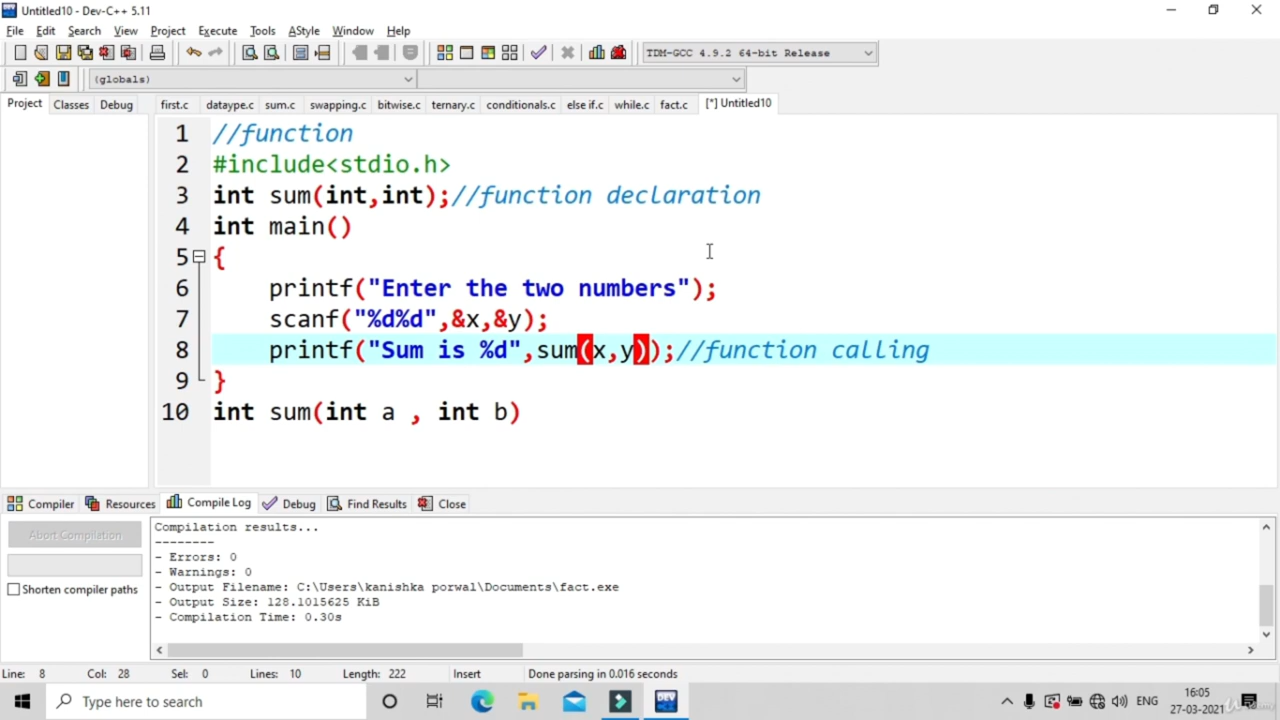 Untitled10 - Dev-C++ 5.11
File Edit Search View Project Execute Tools AStyle Window Help
TDM-GCC 4.9.2 64-bit Release
(globals)
Project Classes Debug first.c dataype.c sum.c swapping.c bitwise.c ternary.c conditionals.c else if.c while.c fact.c [*] Untitled10
1 //function
2 #include<stdio.h>
3 int sum(int,int);//function declaration
4 int main()
5 {
6 printf("Enter the two numbers");
7 scanf("%d%d",&x,&y);
8 printf("Sum is %d",sum(x,y));//function calling
9 }
10 int sum(int a , int b)
Compiler Resources Compile Log Debug Find Results Close
Abort Compilation
Shorten compiler paths
Compilation results...
--------
- Errors: 0
- Warnings: 0
- Output Filename: C:\Users\kanishka porwal\Documents\fact.exe
- Output Size: 128.1015625 KiB
- Compilation Time: 0.30s
Line: 8 Col: 28 Sel: 0 Lines: 10 Length: 222 Insert Done parsing in 0.016 seconds
Type here to search
DEV
ENG
16:05
27-03-2021